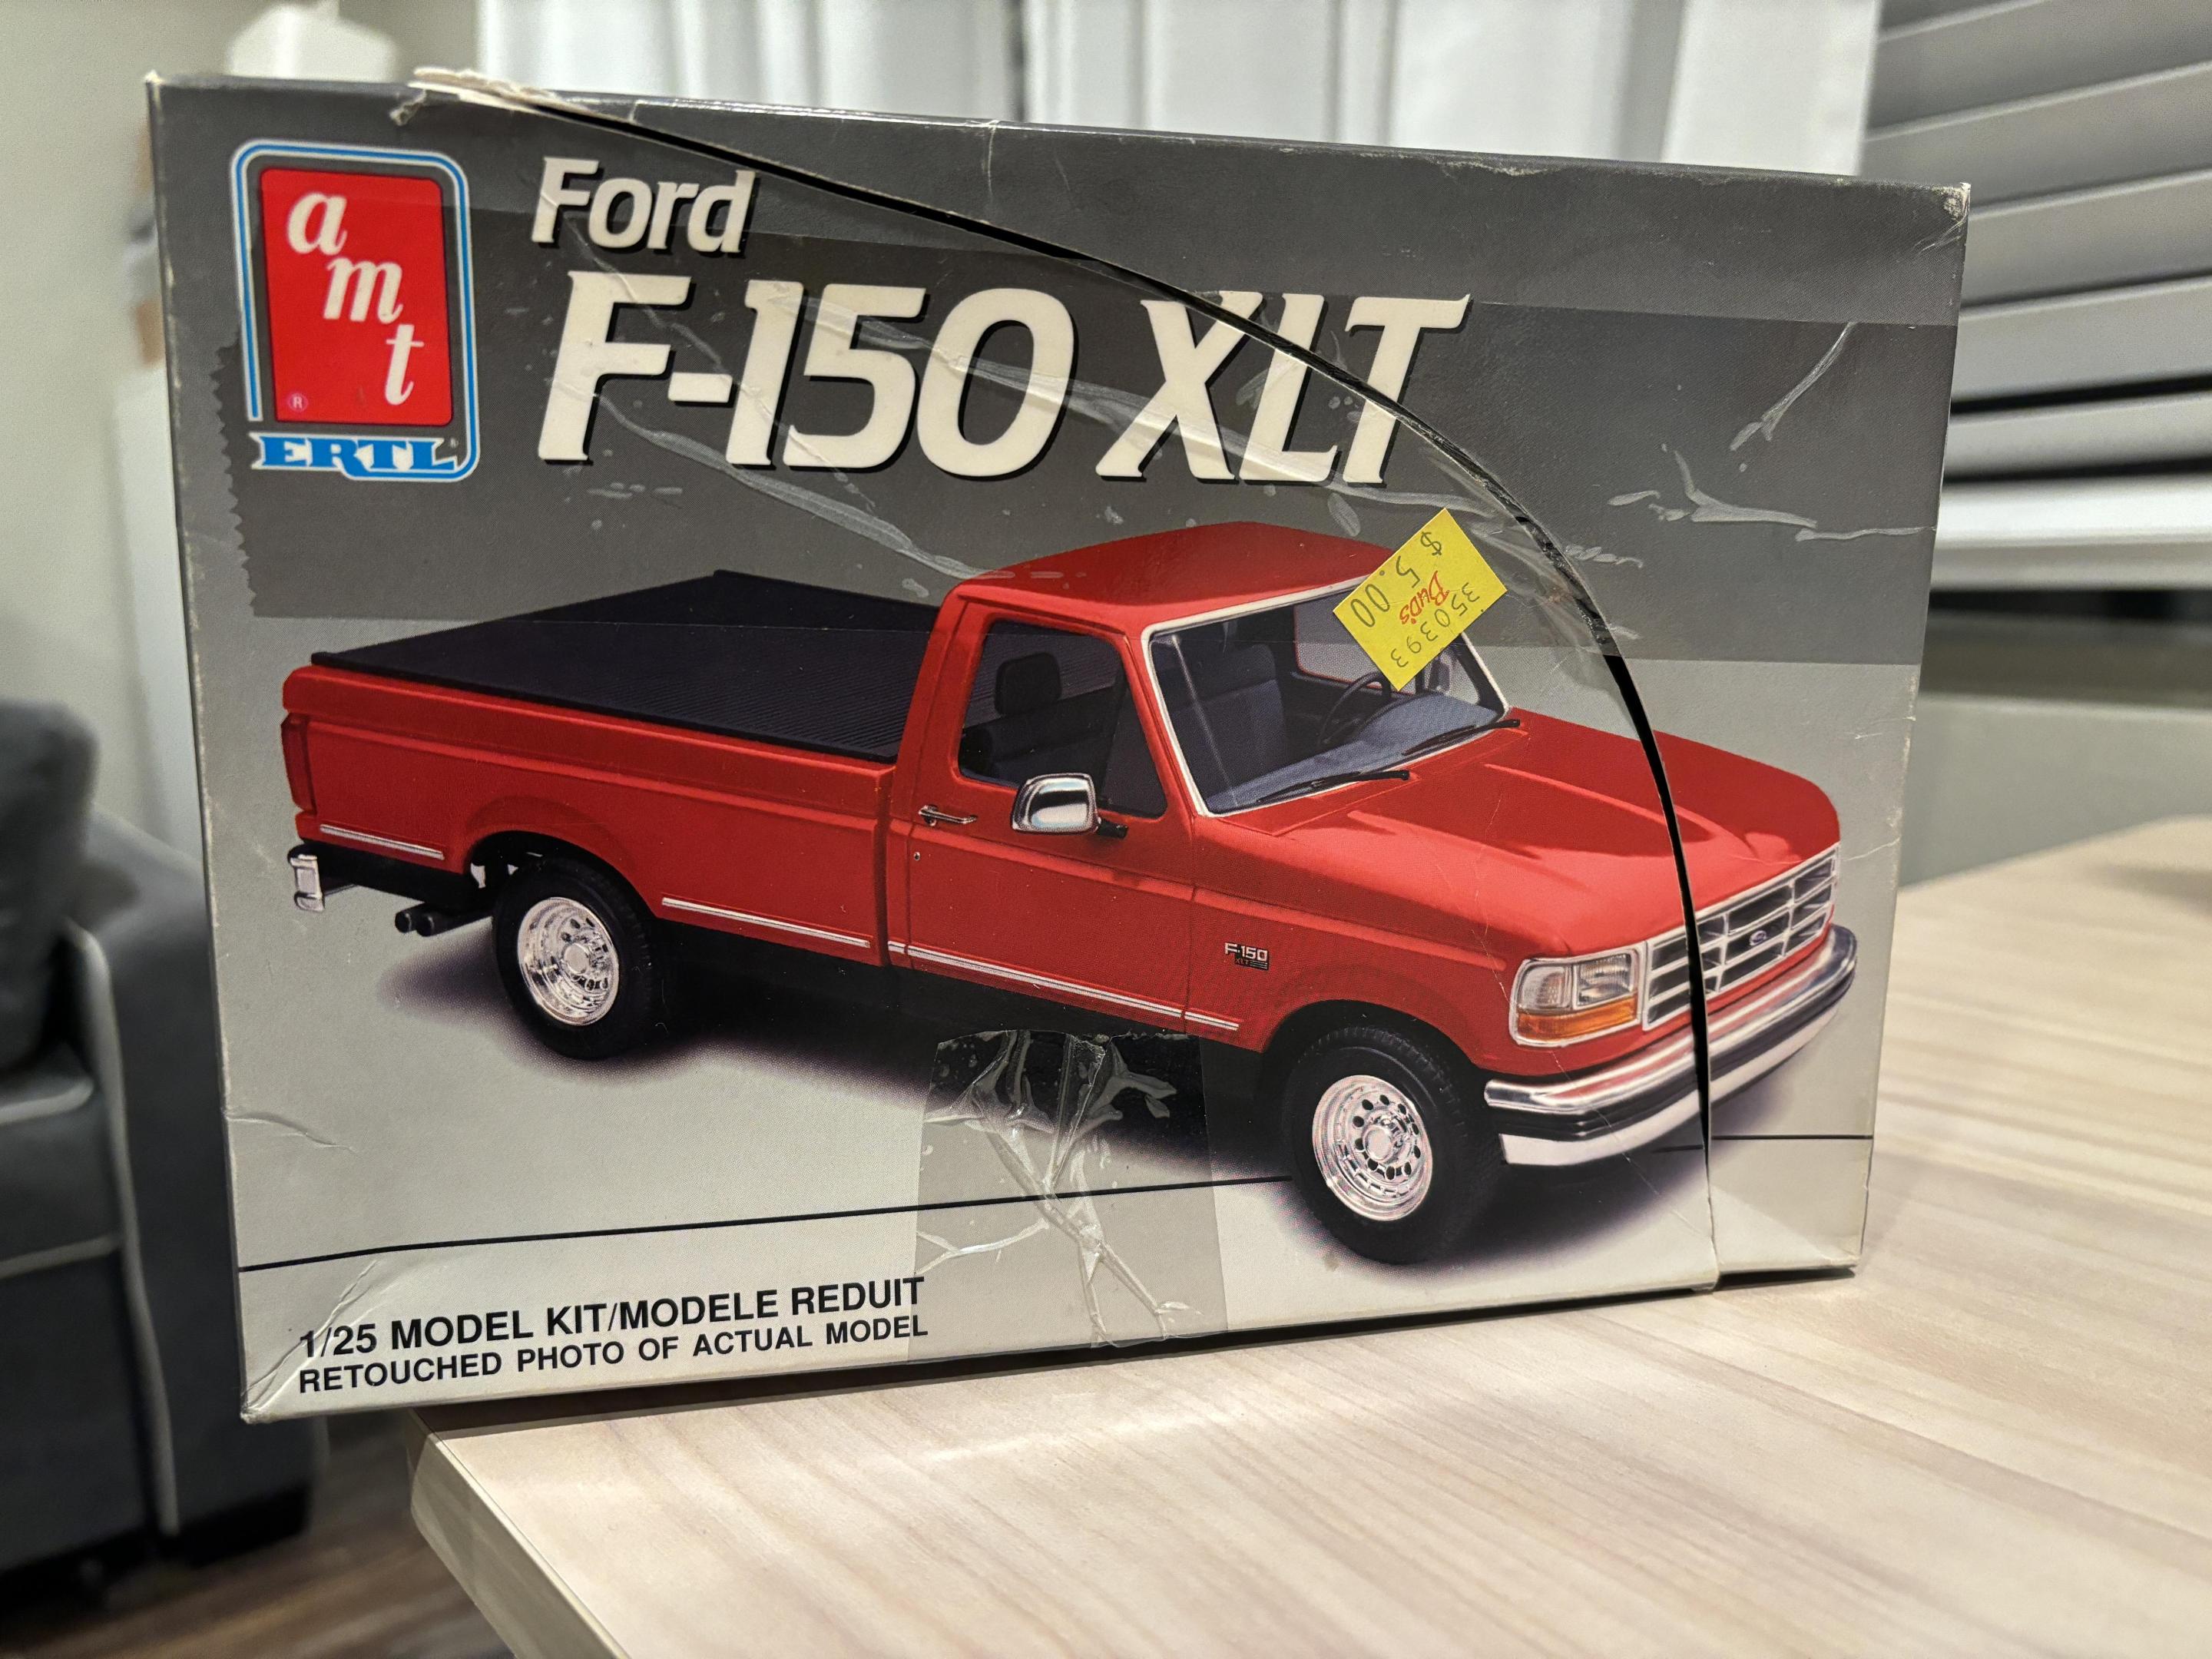 amt
®
ERTL
Ford
F-150 XLT
$ 5.00
Bud's
350393
F-150
XLT
1/25 MODEL KIT/MODELE REDUIT
RETOUCHED PHOTO OF ACTUAL MODEL